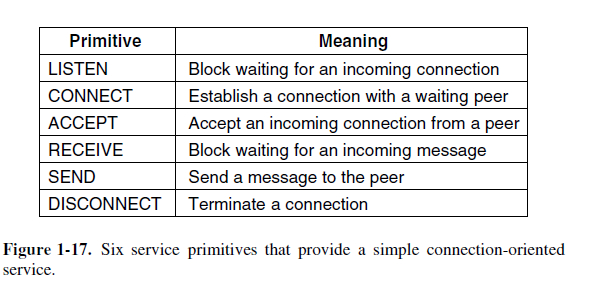 Primitive Meaning
LISTEN Block waiting for an incoming connection
CONNECT Establish a connection with a waiting peer
ACCEPT Accept an incoming connection from a peer
RECEIVE Block waiting for an incoming message
SEND Send a message to the peer
DISCONNECT Terminate a connection
Figure 1-17. Six service primitives that provide a simple connection-oriented
service.